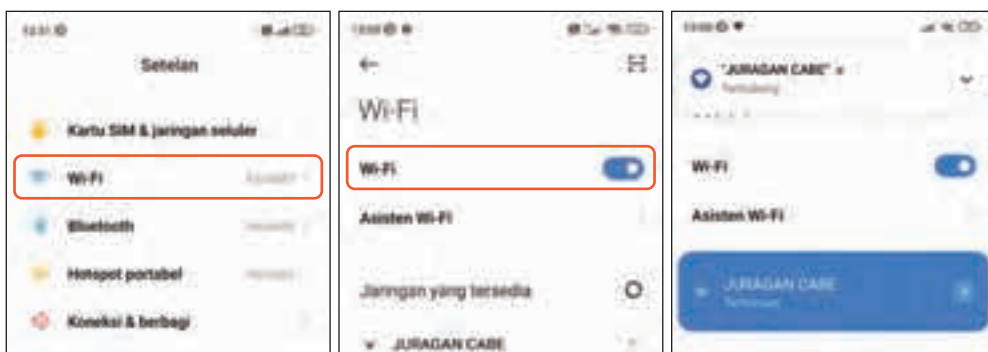 Setelan
Kartu SIM & jaringan seluler
Wi-Fi
Bluetooth
Hotspot portabel
Koneksi & berbagi
Wi-Fi
Wi-Fi
Asisten Wi-Fi
Jaringan yang tersedia
JURAGAN CABE
"JURAGAN CABE"
Wi-Fi
Asisten Wi-Fi
JURAGAN CABE